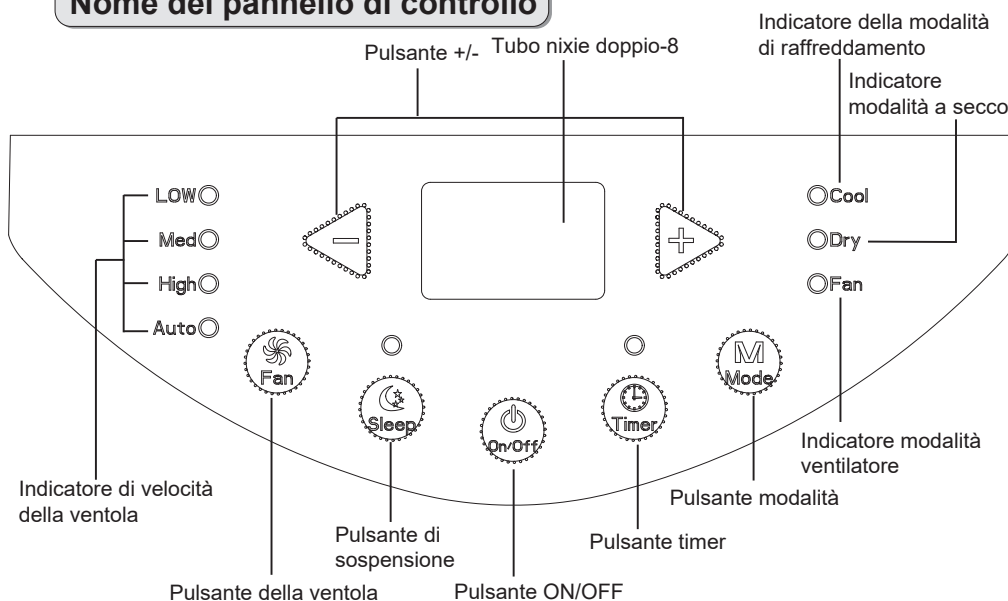 Nome del pannello di controllo
Indicatore della modalità
di raffreddamento
Pulsante +/-
Tubo nixie doppio-8
Indicatore
modalità a secco
LOW
Med
High
Auto
−
+
Cool
Dry
Fan
Fan
Sleep
On/Off
Timer
M
Mode
Indicatore di velocità
della ventola
Pulsante di
sospensione
Pulsante della ventola
Pulsante ON/OFF
Pulsante timer
Pulsante modalità
Indicatore modalità
ventilatore